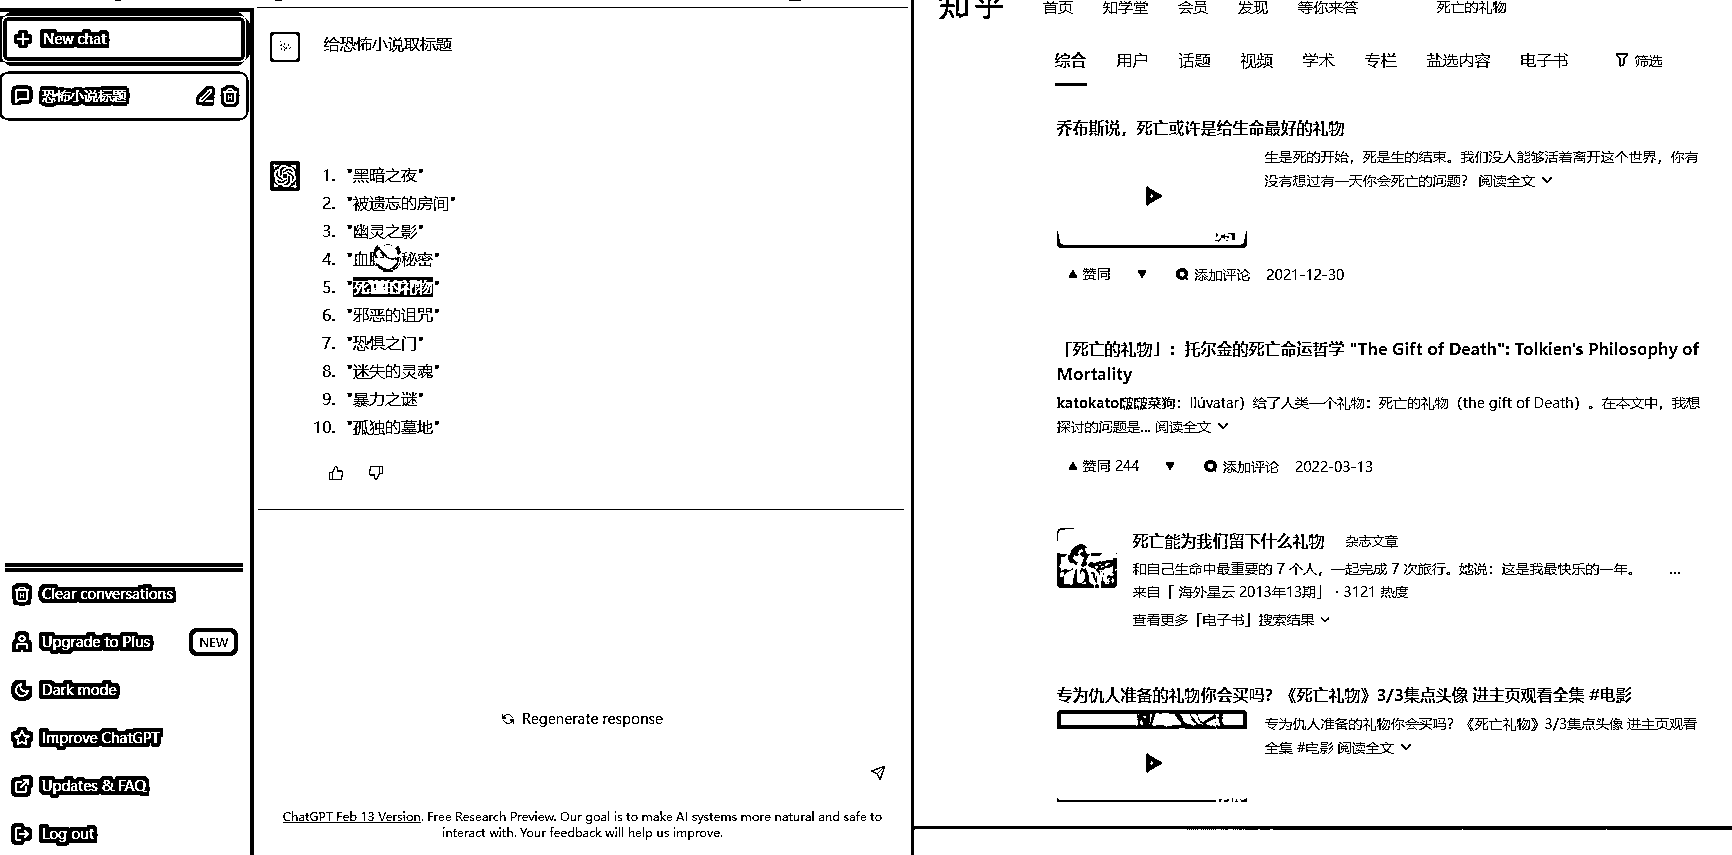 New chat
恐怖小说标题
Clear conversations
Upgrade to Plus NEW
Dark mode
Improve ChatGPT
Updates & FAQ
Log out
给恐怖小说取标题
1. "黑暗之夜"
2. "被遗忘的房间"
3. "幽灵之影"
4. "血 秘密"
5. "死亡的礼物"
6. "邪恶的诅咒"
7. "恐惧之门"
8. "迷失的灵魂"
9. "暴力之谜"
10. "孤独的墓地"
Regenerate response
ChatGPT Feb 13 Version. Free Research Preview. Our goal is to make AI systems more natural and safe to
interact with. Your feedback will help us improve.
知乎 首页 知学堂 会员 发现 等你来答 死亡的礼物
综合 用户 话题 视频 学术 专栏 盐选内容 电子书 筛选
乔布斯说，死亡或许是给生命最好的礼物
生是死的开始，死是生的结束。我们没人能够活着离开这个世界，你有
没有想过有一天你会死亡的问题？ 阅读全文
赞同 添加评论 2021-12-30
「死亡的礼物」：托尔金的死亡命运哲学 "The Gift of Death": Tolkien's Philosophy of
Mortality
katokato皺皺菜狗：Ilúvatar）给了人类一个礼物：死亡的礼物（the gift of Death）。在本文中，我想
探讨的问题是... 阅读全文
赞同 244 添加评论 2022-03-13
死亡能为我们留下什么礼物 杂志文章
和自己生命中最重要的 7 个人，一起完成 7 次旅行。她说：这是我最快乐的一年。 ...
来自「 海外星云 2013年13期」 · 3121 热度
查看更多「电子书」搜索结果
专为仇人准备的礼物你会买吗？《死亡礼物》3/3集点头像 进主页观看全集 #电影
专为仇人准备的礼物你会买吗？《死亡礼物》3/3集点头像 进主页观看
全集 #电影 阅读全文